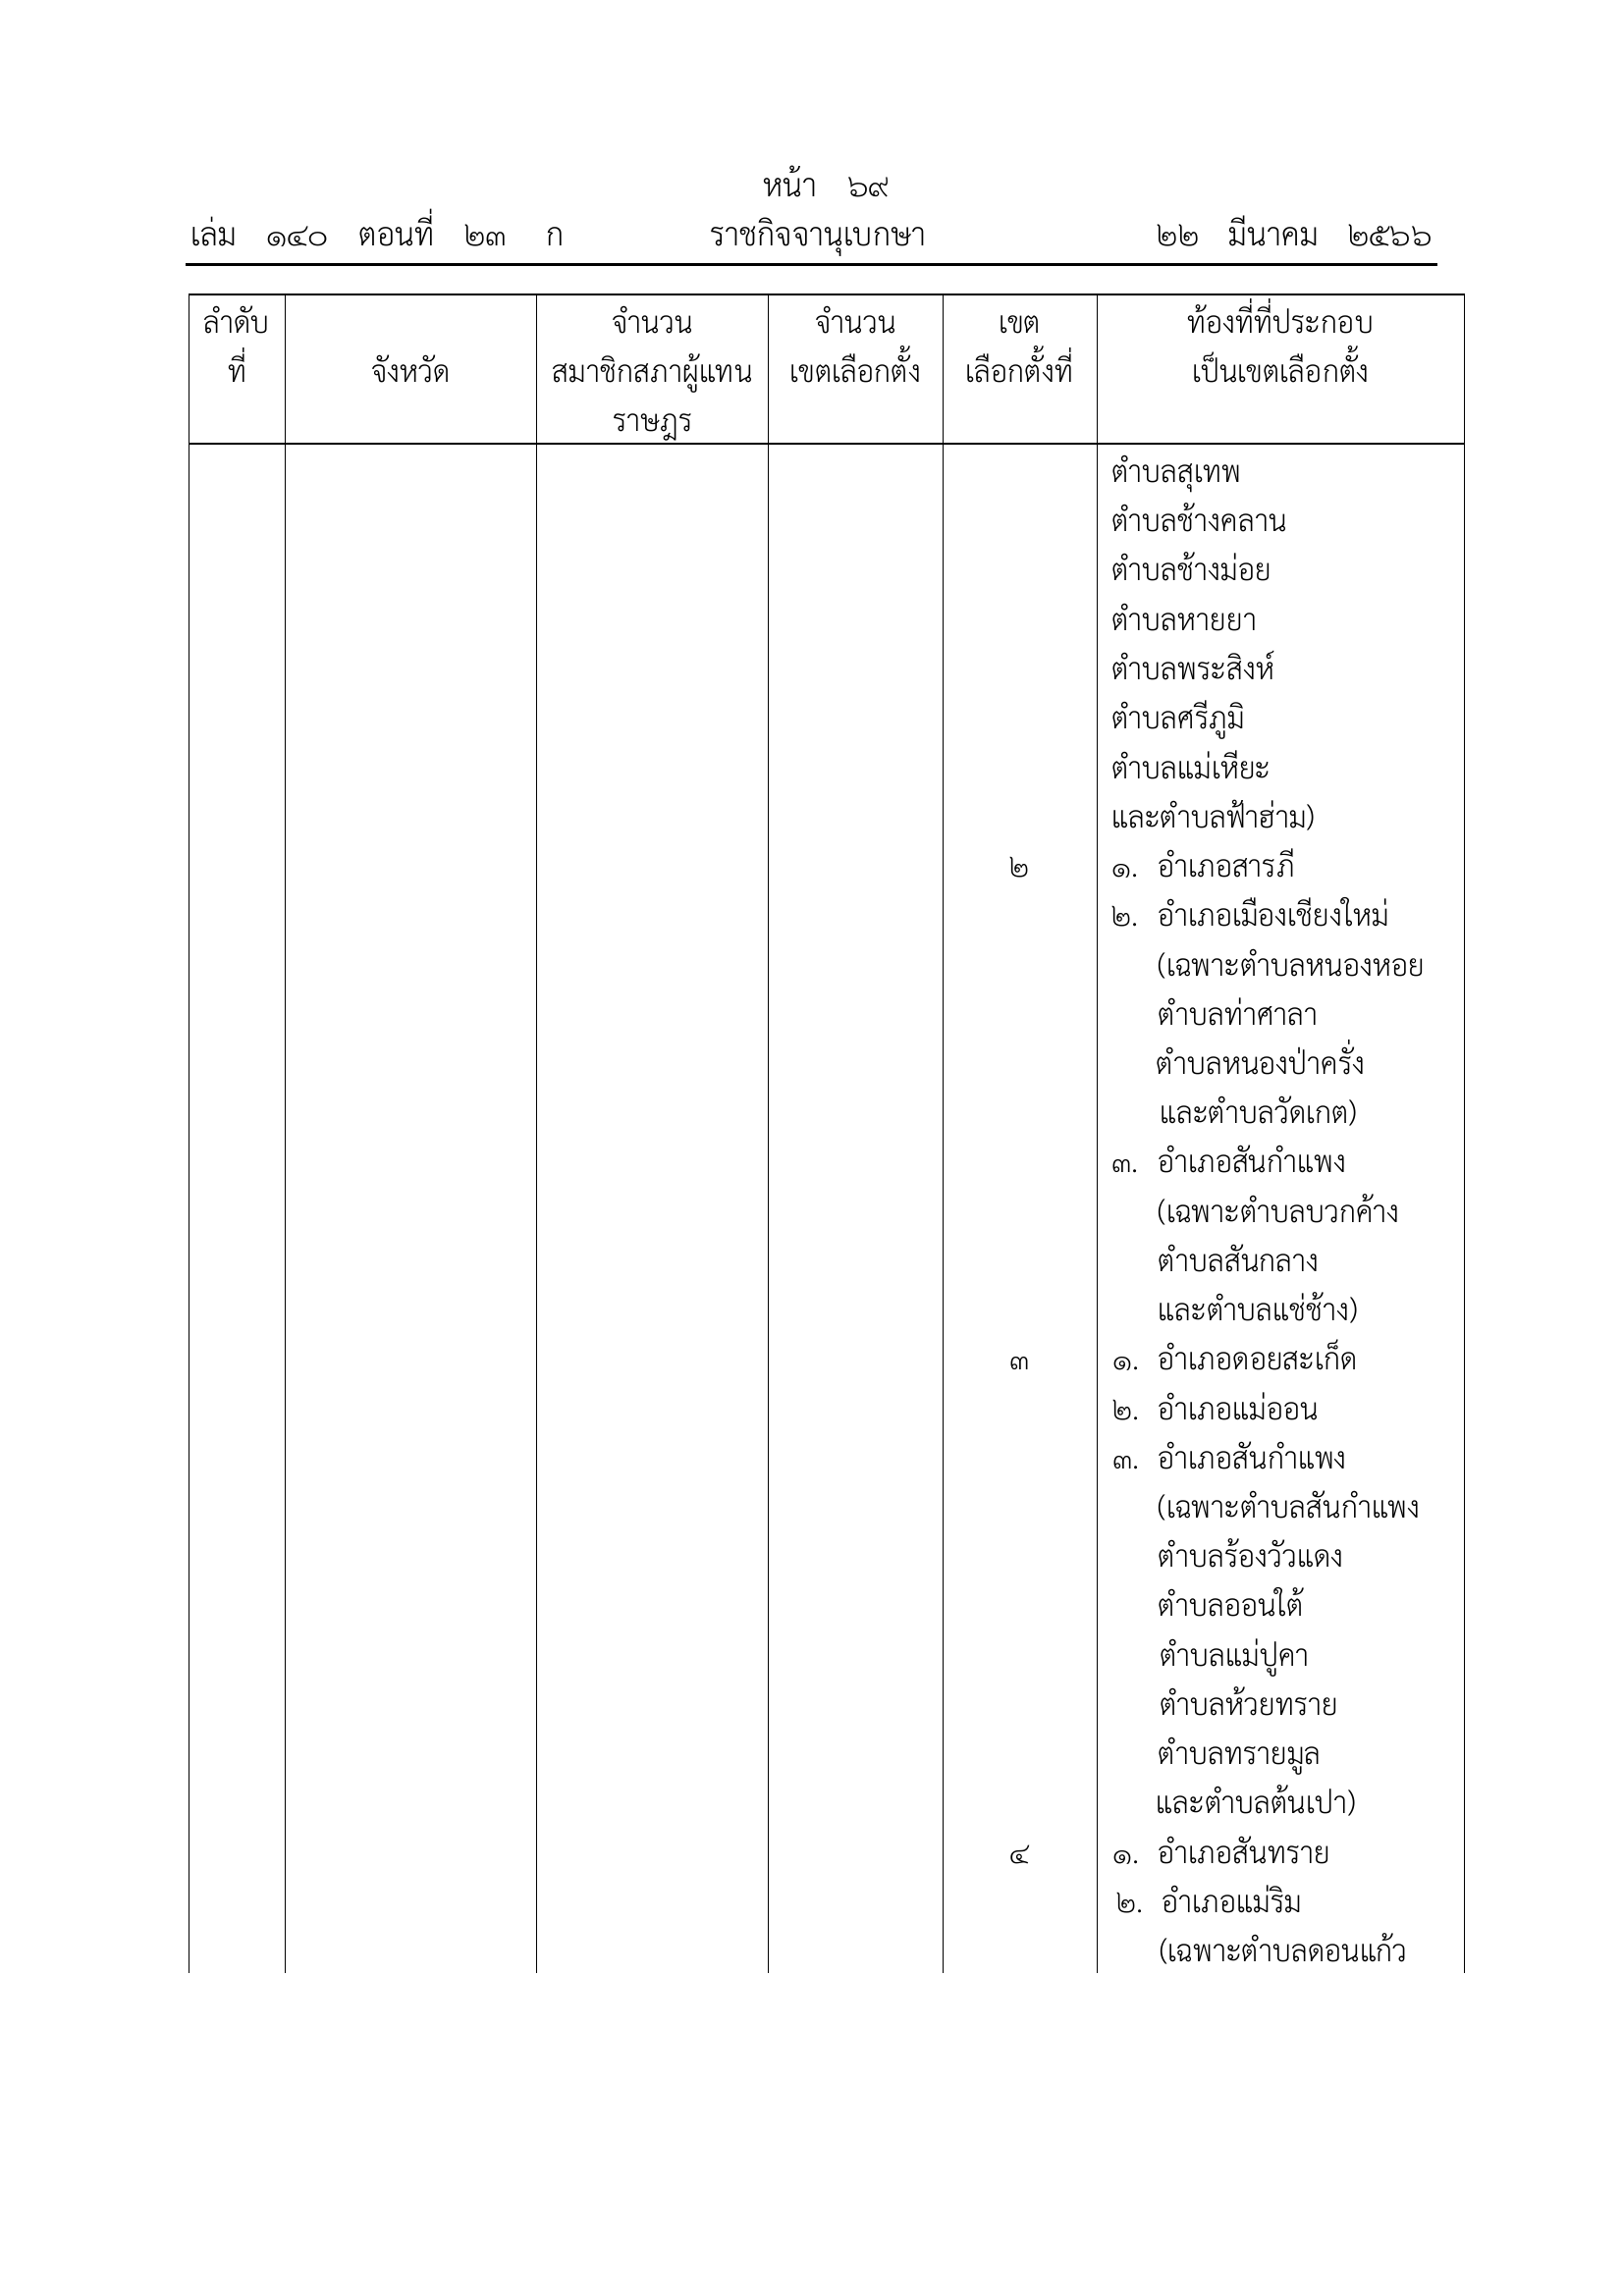 หน้า ๖๙
เล่ม ๑๔๐ ตอนที่ ๒๓ ก ราชกิจจานุเบกษา ๒๒ มีนาคม ๒๕๖๖
ลำดับ จำนวน จำนวน เขต ท้องที่ที่ประกอบ
ที่ จังหวัด สมาชิกสภาผู้แทน เขตเลือกตั้ง เลือกตั้งที่ เป็นเขตเลือกตั้ง
ราษฎร
ตำบลสุเทพ
ตำบลช้างคลาน
ตำบลช้างม่อย
ตำบลหายยา
ตำบลพระสิงห์
ตำบลศรีภูมิ
ตำบลแม่เหียะ
และตำบลฟ้าฮ่าม)
๒ ๑. อำเภอสารภี
๒. อำเภอเมืองเชียงใหม่
(เฉพาะตำบลหนองหอย
ตำบลท่าศาลา
ตำบลหนองป่าครั่ง
และตำบลวัดเกต)
๓. อำเภอสันกำแพง
(เฉพาะตำบลบวกค้าง
ตำบลสันกลาง
และตำบลแช่ช้าง)
๓ ๑. อำเภอดอยสะเก็ด
๒. อำเภอแม่ออน
๓. อำเภอสันกำแพง
(เฉพาะตำบลสันกำแพง
ตำบลร้องวัวแดง
ตำบลออนใต้
ตำบลแม่ปูคา
ตำบลห้วยทราย
ตำบลทรายมูล
และตำบลต้นเปา)
๔ ๑. อำเภอสันทราย
๒. อำเภอแม่ริม
(เฉพาะตำบลดอนแก้ว